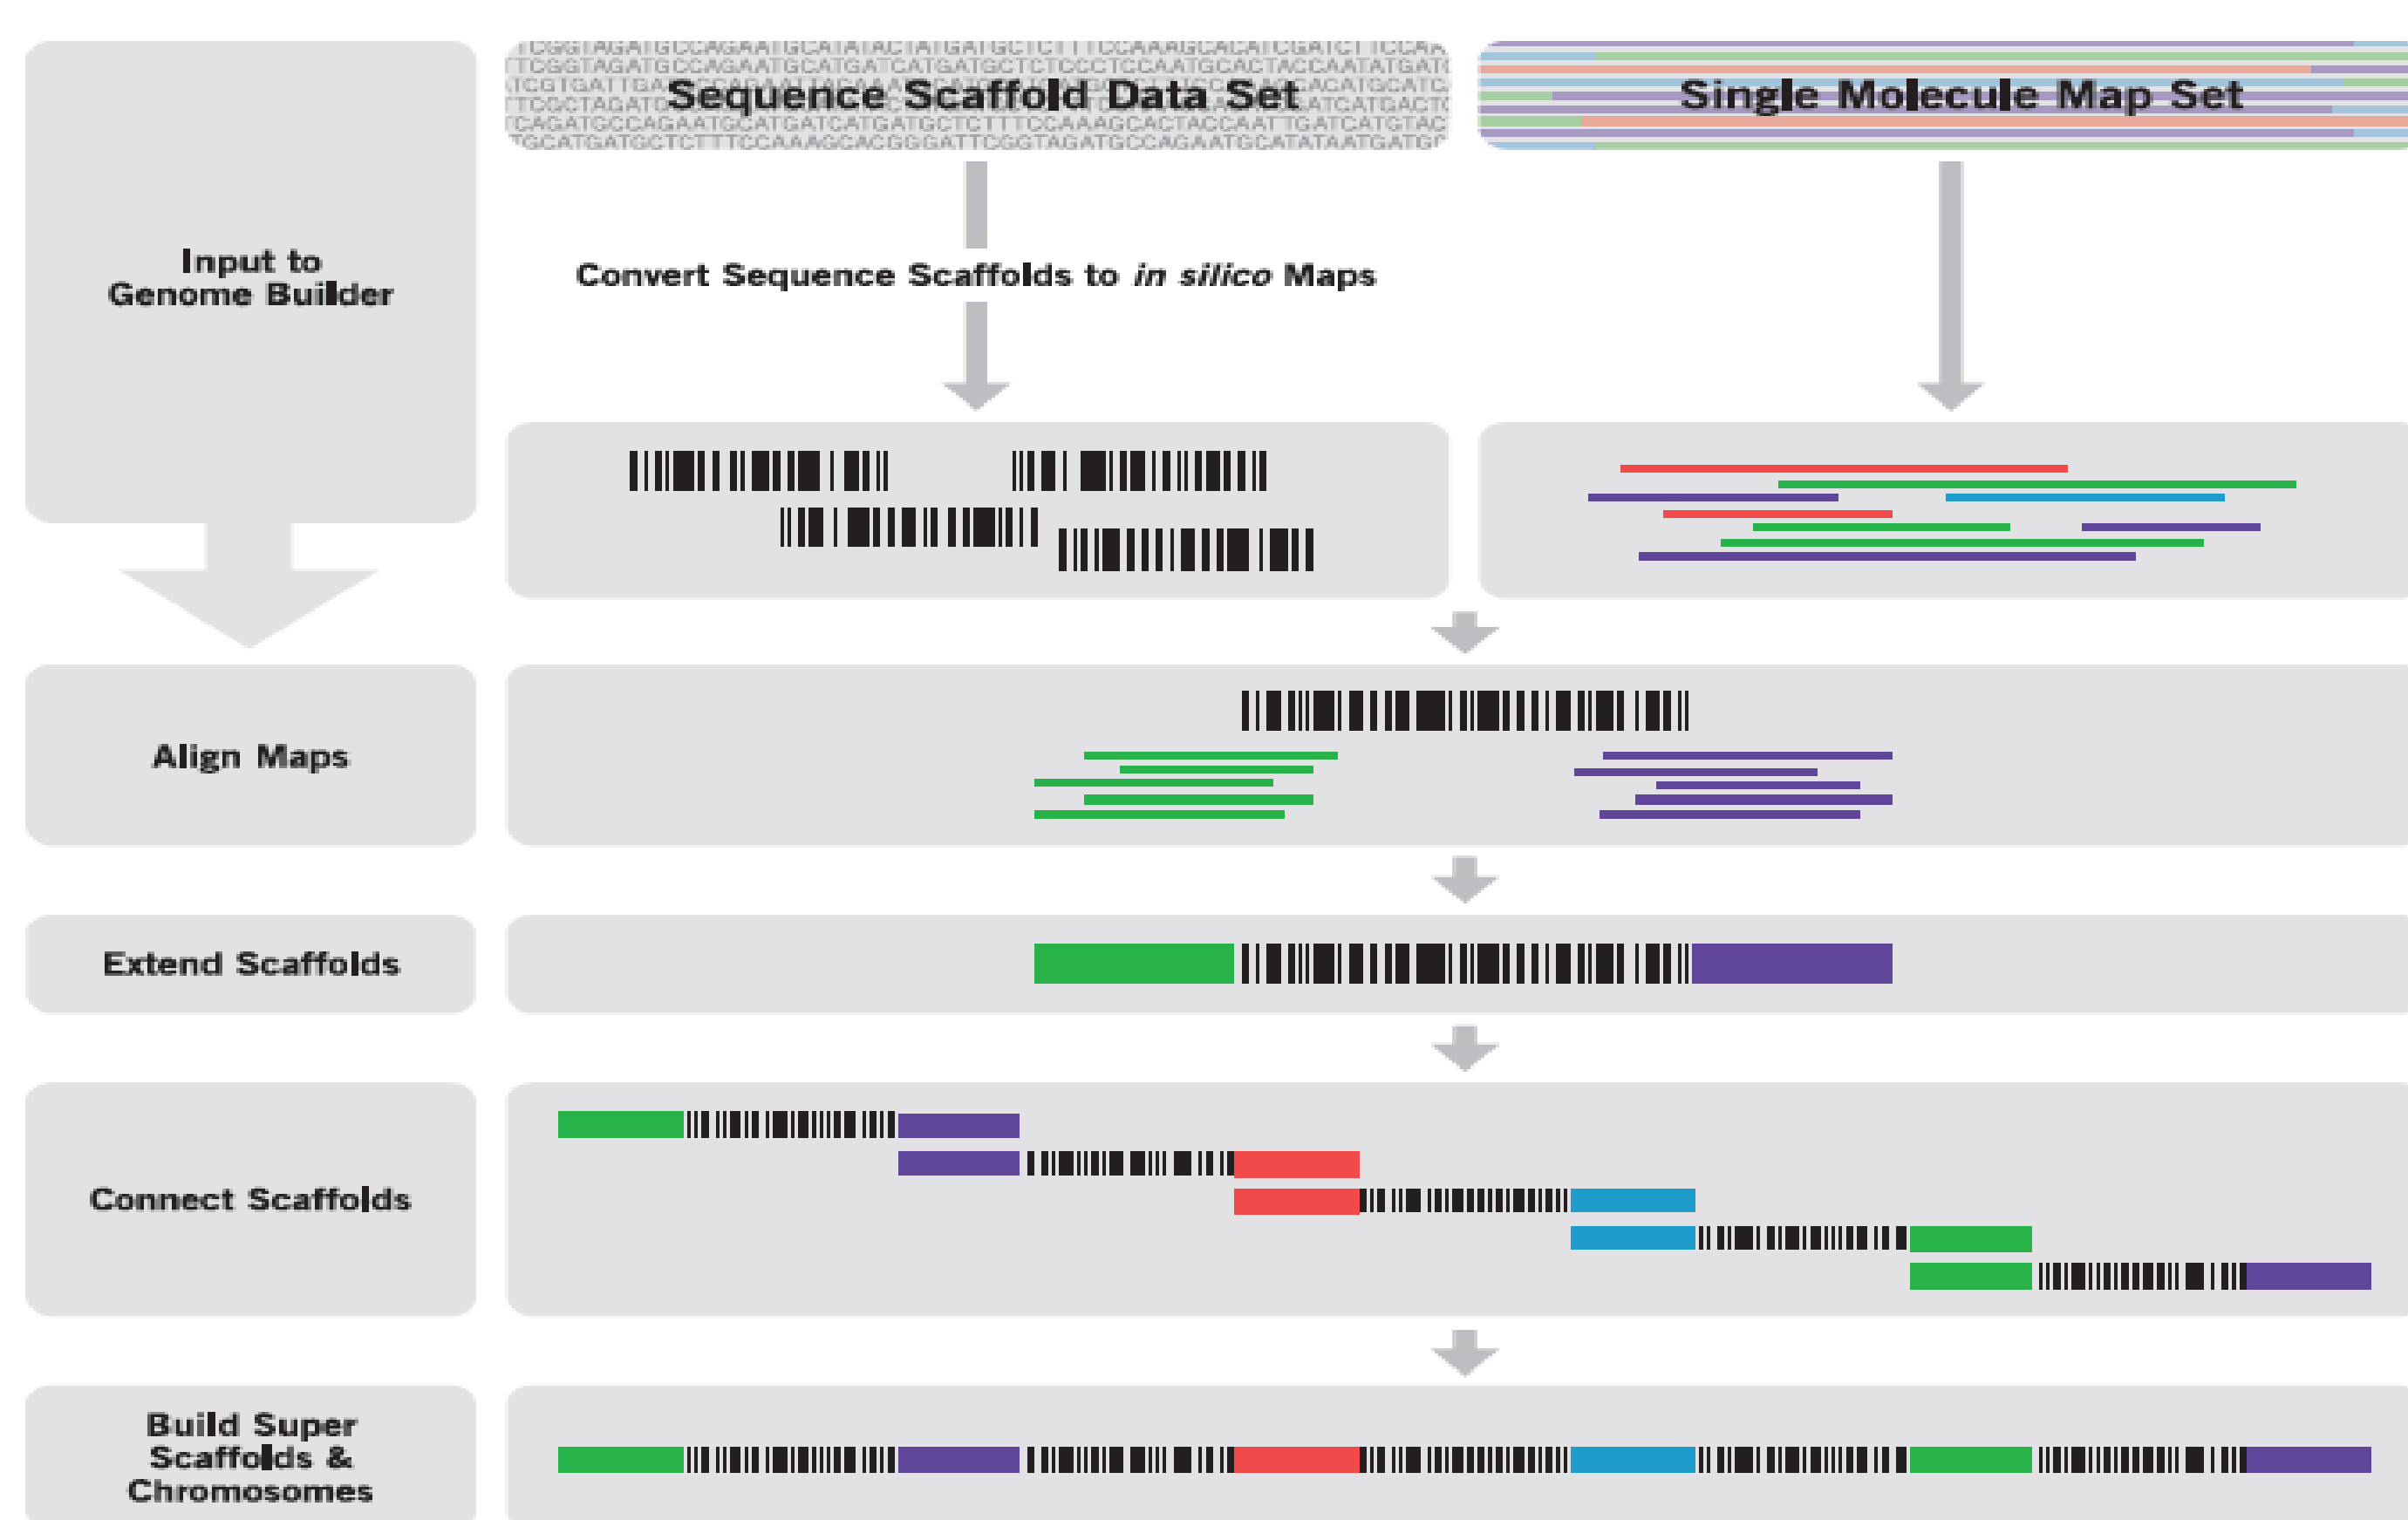 Input to
Genome Builder
Sequence Scaffold Data Set
Single Molecule Map Set
Convert Sequence Scaffolds to in silico Maps
Align Maps
Extend Scaffolds
Connect Scaffolds
Build Super
Scaffolds &
Chromosomes